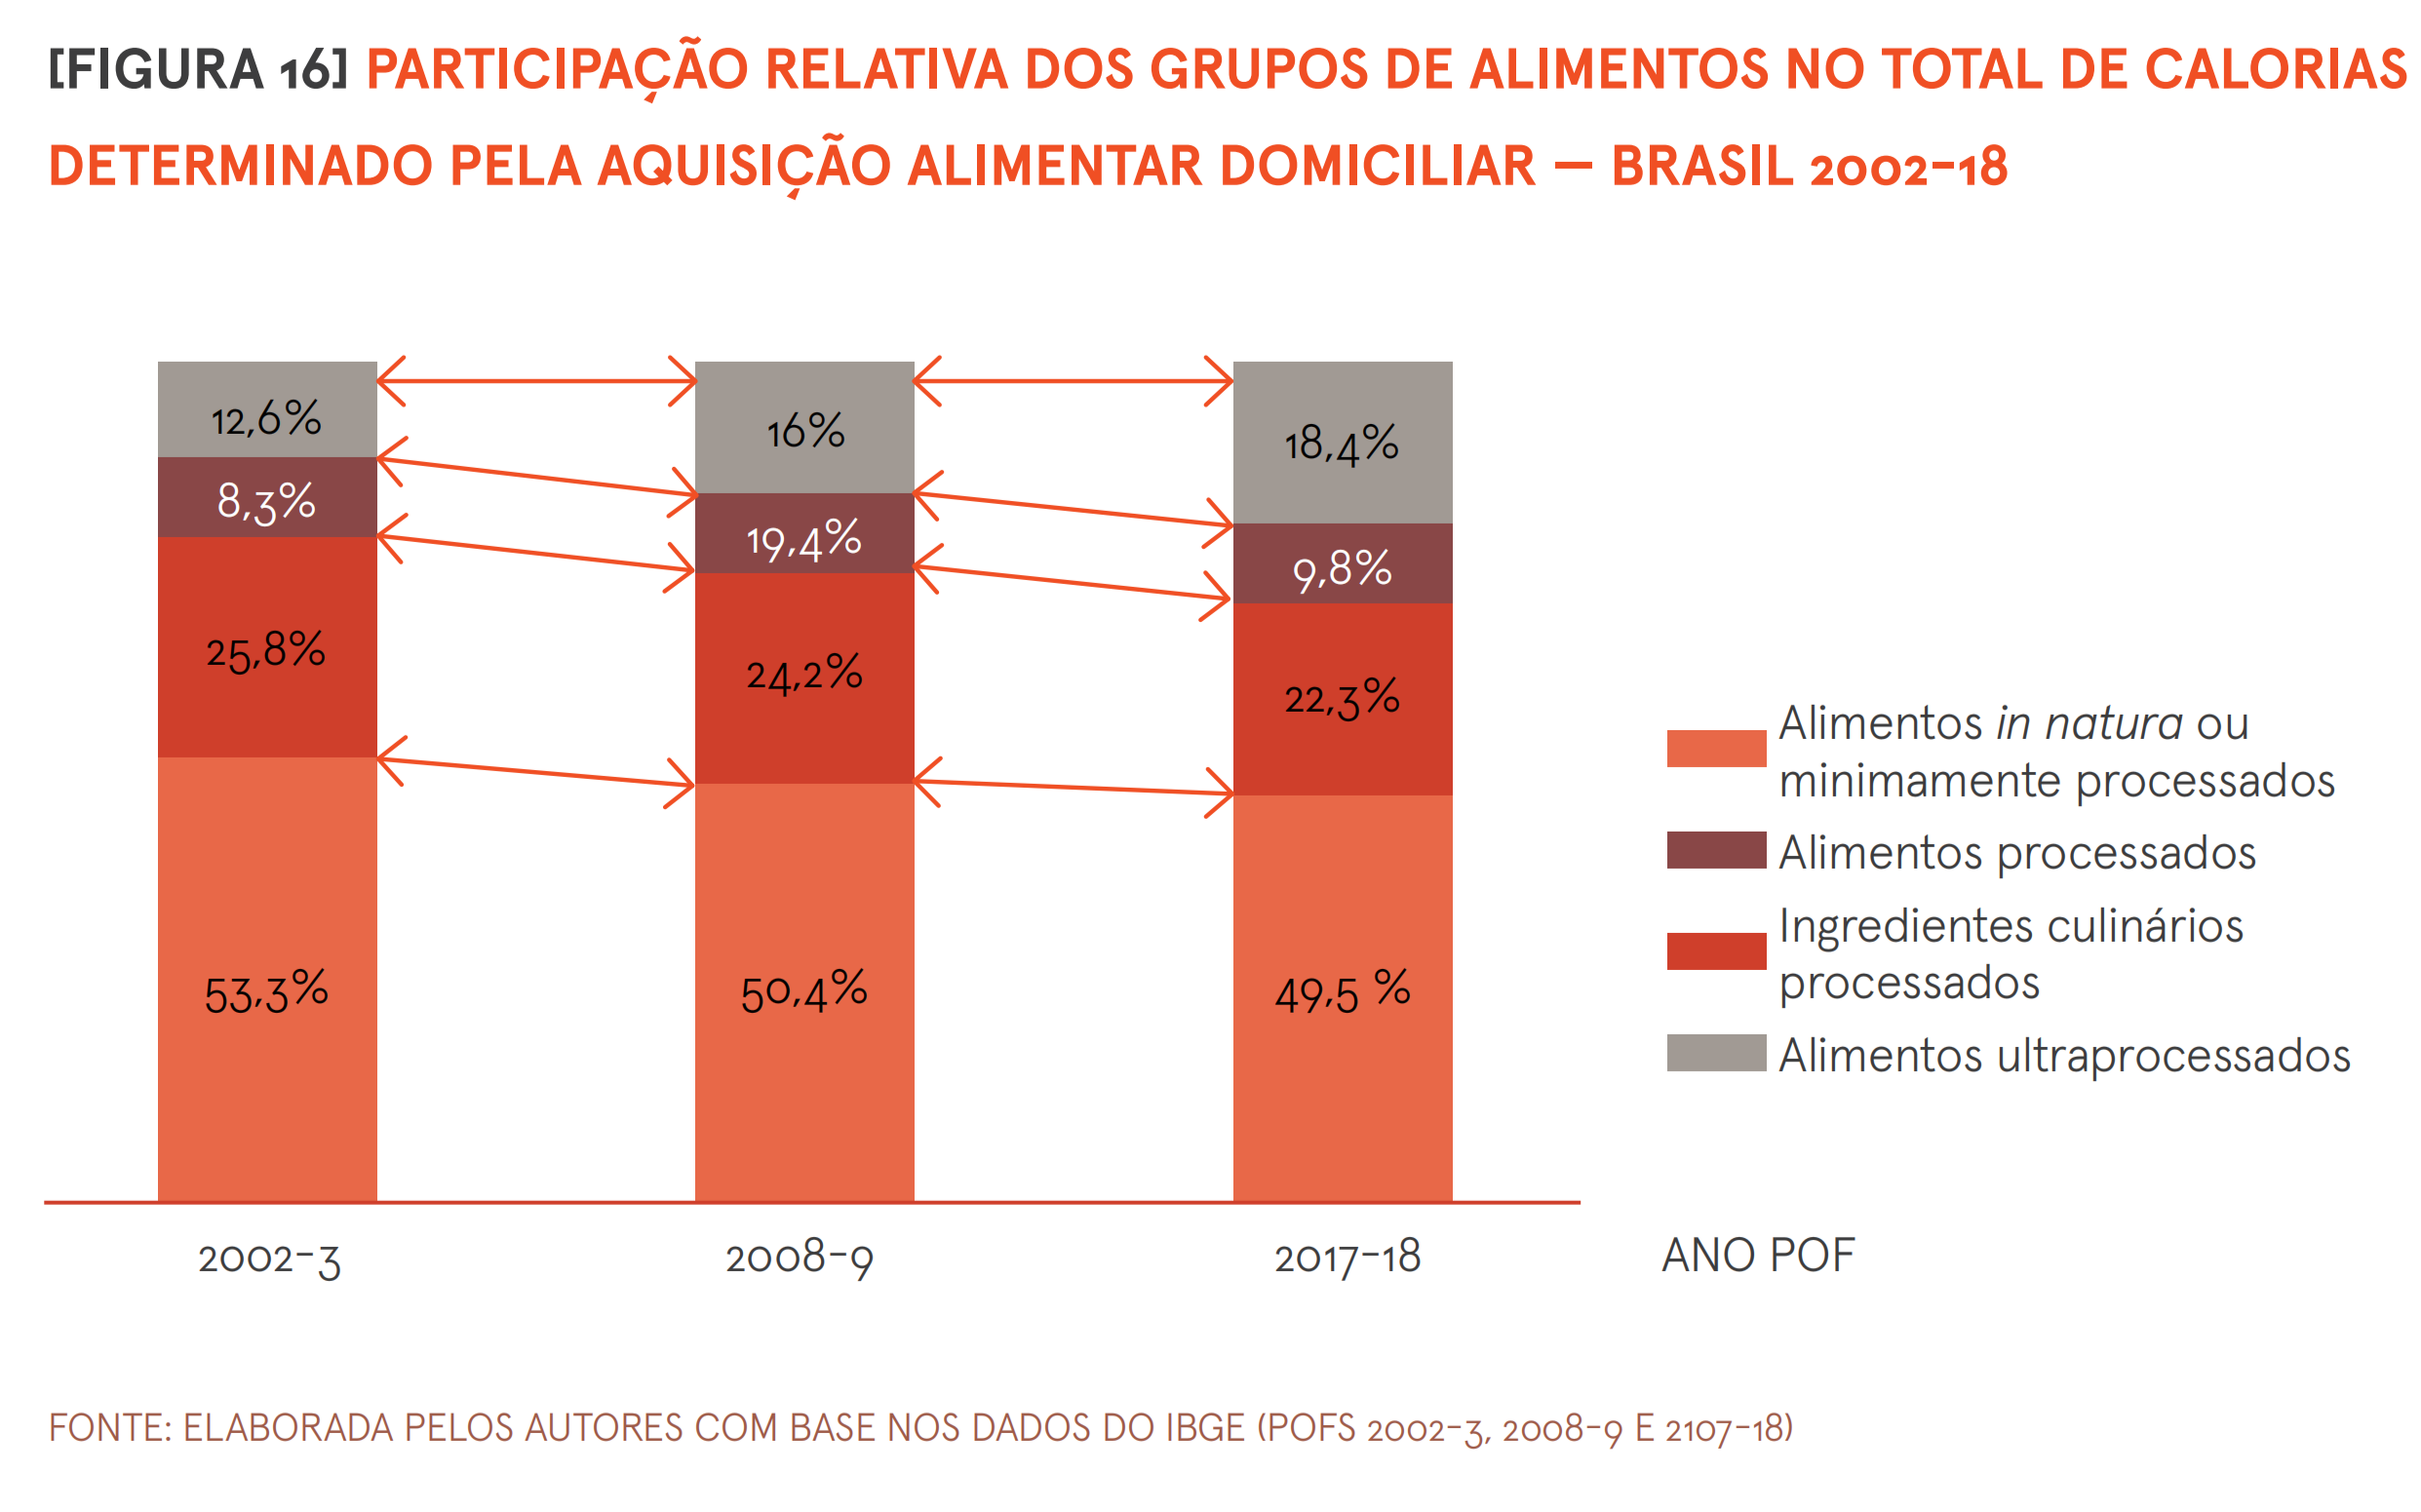 [FIGURA 16] PARTICIPAÇÃO RELATIVA DOS GRUPOS DE ALIMENTOS NO TOTAL DE CALORIAS
DETERMINADO PELA AQUISIÇÃO ALIMENTAR DOMICILIAR — BRASIL 2002-18
12,6%
16%
18,4%
8,3%
19,4%
9,8%
25,8%
24,2%
22,3%
53,3%
50,4%
49,5 %
Alimentos in natura ou
minimamente processados
Alimentos processados
Ingredientes culinários
processados
Alimentos ultraprocessados
2002-3
2008-9
2017-18
ANO POF
FONTE: ELABORADA PELOS AUTORES COM BASE NOS DADOS DO IBGE (POFS 2002-3, 2008-9 E 2107-18)